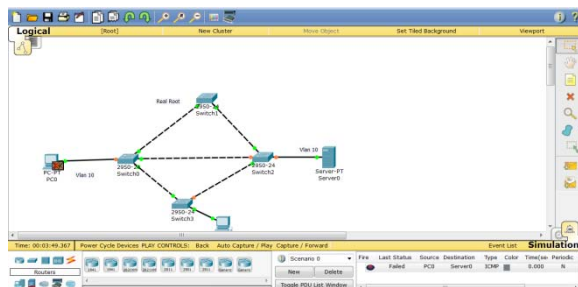 Logical
[Root]
New Cluster
Move Object
Set Tiled Background
Viewport
Real Root
2950-24
Switch1
Vlan 10
PC-PT
PC0
Vlan 10
2950-24
Switch0
2950-24
Switch2
Server-PT
Server0
2950-24
Switch3
Time: 00:03:49.367
Power Cycle Devices PLAY CONTROLS: Back Auto Capture / Play Capture / Forward
Event List
Simulation
Routers
Scenario 0
New
Delete
Toggle PDU List Window
Fire Last Status Source Destination Type Color Time(sec Periodic
Failed PC0 Server0 ICMP 0.000 N